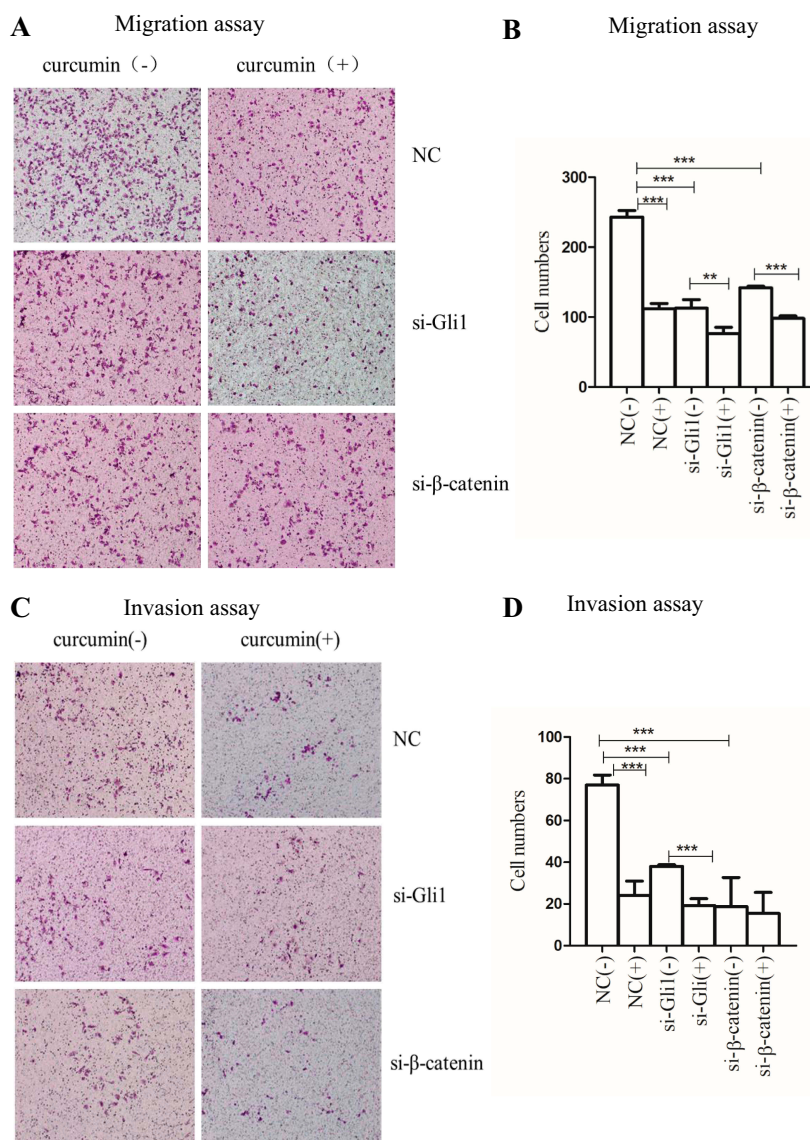 A Migration assay
curcumin（-） curcumin（+）
NC
si-Gli1
si-β-catenin
B Migration assay
***
***
***
**
***
Cell numbers
300
200
100
0
NC(-)
NC(+)
si-Gli1(-)
si-Gli1(+)
si-β-catenin(-)
si-β-catenin(+)
C Invasion assay
curcumin(-) curcumin(+)
NC
si-Gli1
si-β-catenin
D Invasion assay
***
***
***
***
Cell numbers
100
80
60
40
20
0
NC(-)
NC(+)
si-Gli1(-)
si-Gli(+)
si-β-catenin(-)
si-β-catenin(+)